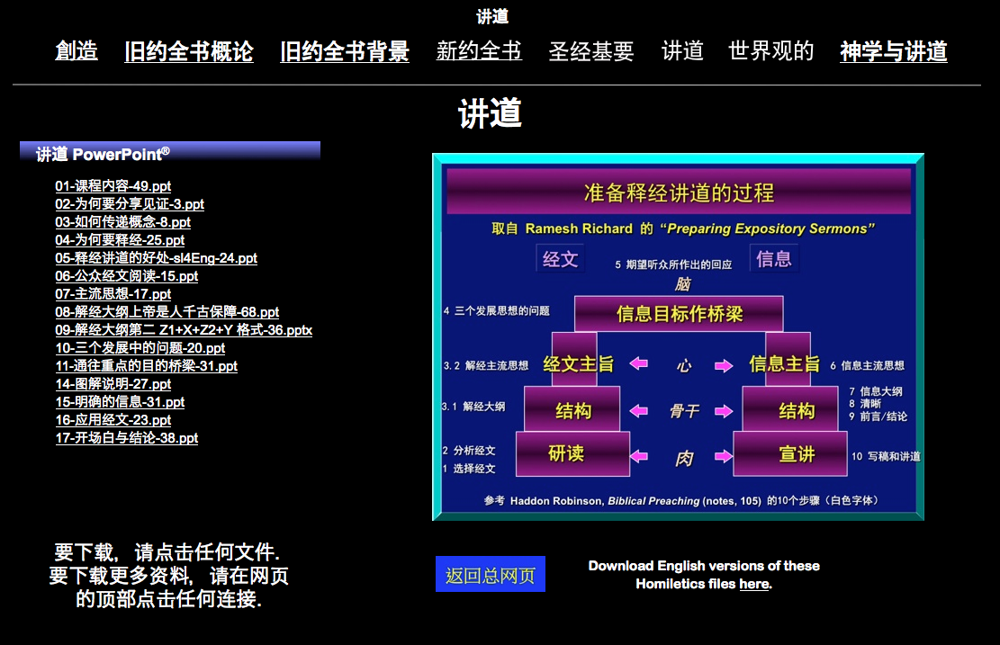 讲道
創造 旧约全书概论 旧约全书背景 新约全书 圣经基要 讲道 世界观的 神学与讲道
讲道
讲道 PowerPoint®
01-课程内容-49.ppt
02-为何要分享见证-3.ppt
03-如何传递概念-8.ppt
04-为何要释经-25.ppt
05-释经讲道的好处-sl4Eng-24.ppt
06-公众经文阅读-15.ppt
07-主流思想-17.ppt
08-解经大纲上帝是人千古保障-68.ppt
09-解经大纲第二 Z1+X+Z2+Y 格式-36.pptx
10-三个发展中的问题-20.ppt
11-通往重点的目的桥梁-31.ppt
14-图解说明-27.ppt
15-明确的信息-31.ppt
16-应用经文-23.ppt
17-开场白与结论-38.ppt
准备释经讲道的过程
取自 Ramesh Richard 的 “Preparing Expository Sermons”
经文 5 期望听众所作出的回应 信息
脑
4 三个发展思想的问题 信息目标作桥梁
3.2 解经主流思想 经文主旨 心 信息主旨 6 信息主流思想
3.1 解经大纲 结构 骨干 结构 7 信息大纲
8 清晰
9 前言/结论
2 分析经文 研读 肉 宣讲 10 写稿和讲道
1 选择经文
参考 Haddon Robinson, Biblical Preaching (notes, 105) 的10个步骤（白色字体）
要下载，请点击任何文件.
要下载更多资料，请在网页
的顶部点击任何连接.
返回总网页
Download English versions of these
Homiletics files here.